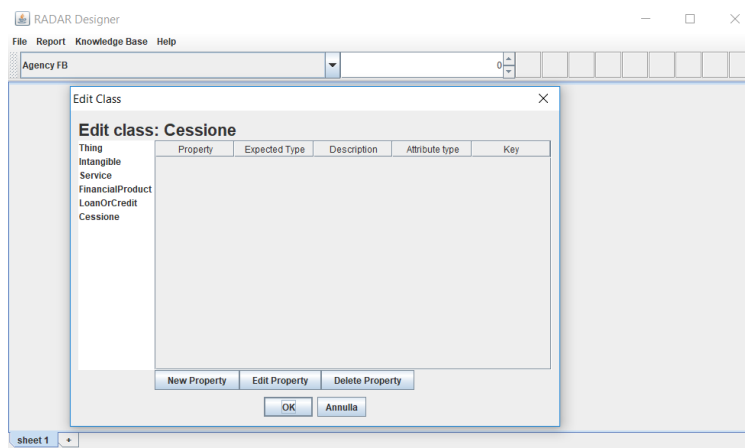 RADAR Designer
File Report Knowledge Base Help
Agency FB 0
Edit Class
Edit class: Cessione
Thing
Intangible
Service
FinancialProduct
LoanOrCredit
Cessione
Property Expected Type Description Attribute type Key
New Property Edit Property Delete Property
OK Annulla
sheet 1 +